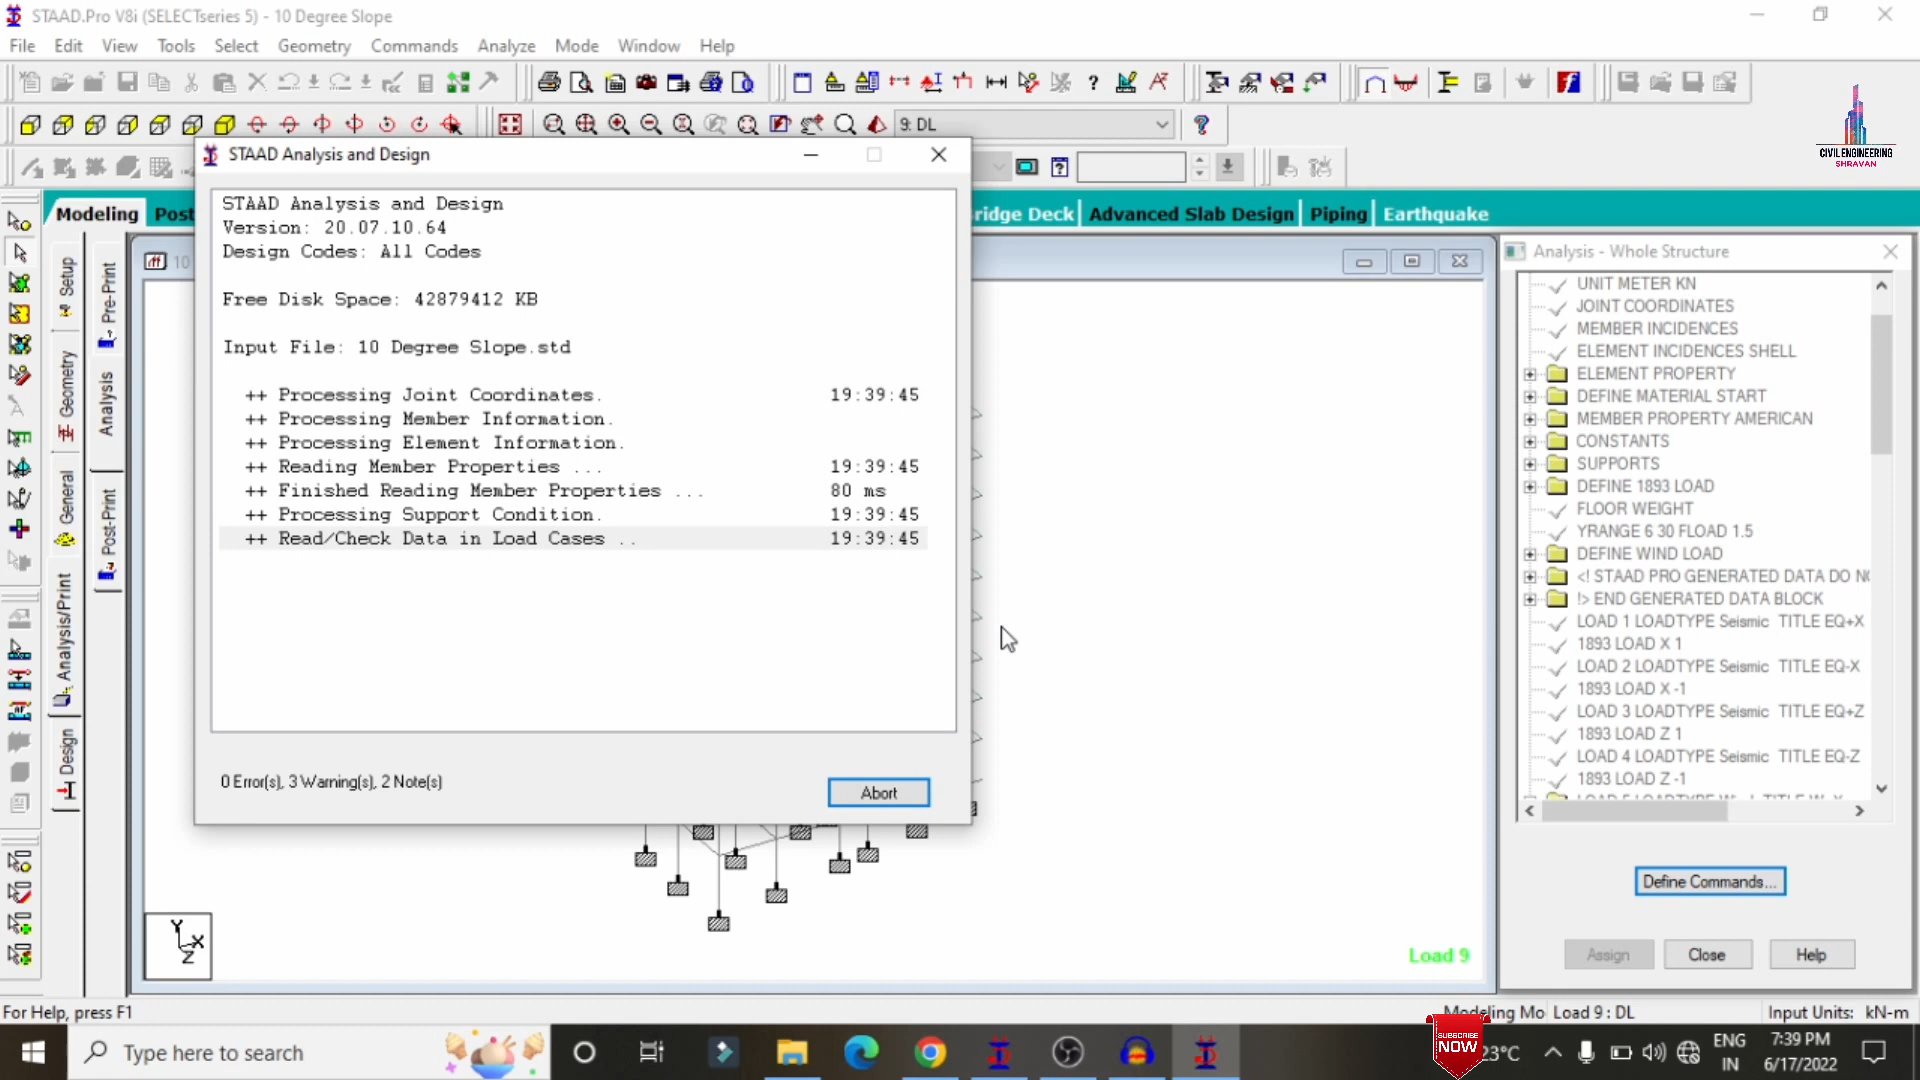 STAAD.Pro V8i (SELECTseries 5) - 10 Degree Slope
File Edit View Tools Select Geometry Commands Analyze Mode Window Help
9: DL
CIVIL ENGINEERING
SHRAVAN
STAAD Analysis and Design
Modeling Post
ridge Deck Advanced Slab Design Piping Earthquake
STAAD Analysis and Design
Version: 20.07.10.64
Design Codes: All Codes
Free Disk Space: 42879412 KB
Input File: 10 Degree Slope.std
++ Processing Joint Coordinates. 19:39:45
++ Processing Member Information.
++ Processing Element Information.
++ Reading Member Properties ... 19:39:45
++ Finished Reading Member Properties ... 80 ms
++ Processing Support Condition. 19:39:45
++ Read/Check Data in Load Cases .. 19:39:45
0 Error(s), 3 Warning(s), 2 Note(s)
Abort
Setup
Geometry
General
Analysis/Print
Design
Pre-Print
Analysis
Post-Print
10
Analysis - Whole Structure
UNIT METER KN
JOINT COORDINATES
MEMBER INCIDENCES
ELEMENT INCIDENCES SHELL
ELEMENT PROPERTY
DEFINE MATERIAL START
MEMBER PROPERTY AMERICAN
CONSTANTS
SUPPORTS
DEFINE 1893 LOAD
FLOOR WEIGHT
YRANGE 6 30 FLOAD 1.5
DEFINE WIND LOAD
<! STAAD PRO GENERATED DATA DO NO
!> END GENERATED DATA BLOCK
LOAD 1 LOADTYPE Seismic TITLE EQ+X
1893 LOAD X 1
LOAD 2 LOADTYPE Seismic TITLE EQ-X
1893 LOAD X -1
LOAD 3 LOADTYPE Seismic TITLE EQ+Z
1893 LOAD Z 1
LOAD 4 LOADTYPE Seismic TITLE EQ-Z
1893 LOAD Z -1
Define Commands...
Assign Close Help
Y
X
Z
Load 9
For Help, press F1
Modeling Mo Load 9 : DL Input Units: kN-m
Type here to search
SUBSCRIBE
NOW
23°C
ENG
IN
7:39 PM
6/17/2022